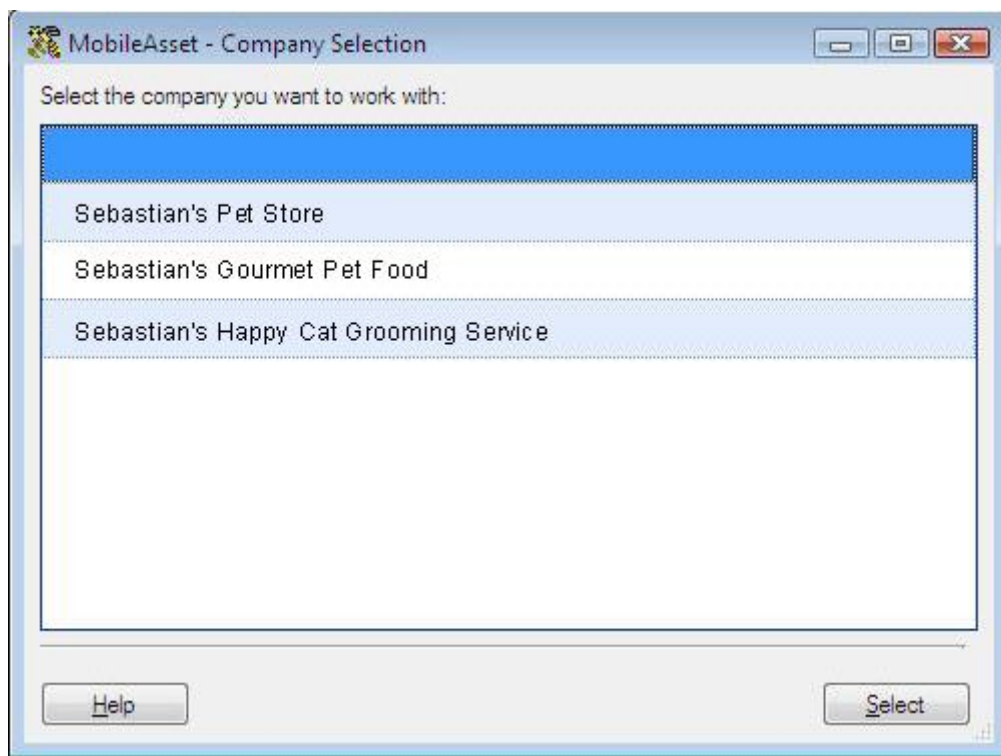 MobileAsset - Company Selection
Select the company you want to work with:
Sebastian's Pet Store
Sebastian's Gourmet Pet Food
Sebastian's Happy Cat Grooming Service
Help
Select